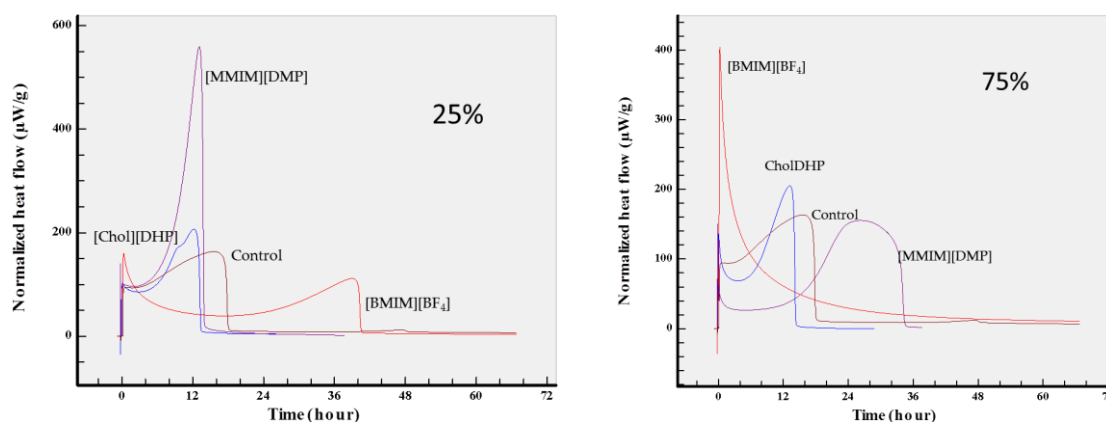 Normalized heat flow (µW/g)
600
400
200
0
[MMIM][DMP]
25%
[Chol][DHP]
Control
[BMIM][BF₄]
0 12 24 36 48 60 72
Time (hour)
Normalized heat flow (µW/g)
400
300
200
100
0
[BMIM][BF₄]
75%
CholDHP
Control
[MMIM][DMP]
0 12 24 36 48 60
Time (hour)